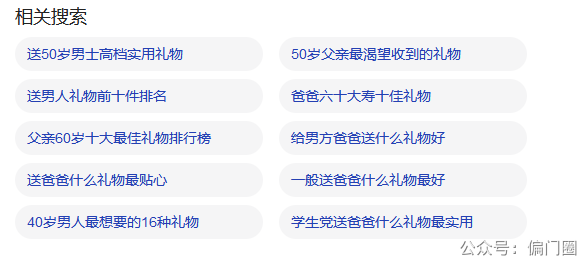 相关搜索
送50岁男士高档实用礼物
50岁父亲最渴望收到的礼物
送男人礼物前十件排名
爸爸六十大寿十佳礼物
父亲60岁十大最佳礼物排行榜
给男方爸爸送什么礼物好
送爸爸什么礼物最贴心
一般送爸爸什么礼物最好
40岁男人最想要的16种礼物
学生党送爸爸什么礼物最实用
公众号：偏门圈